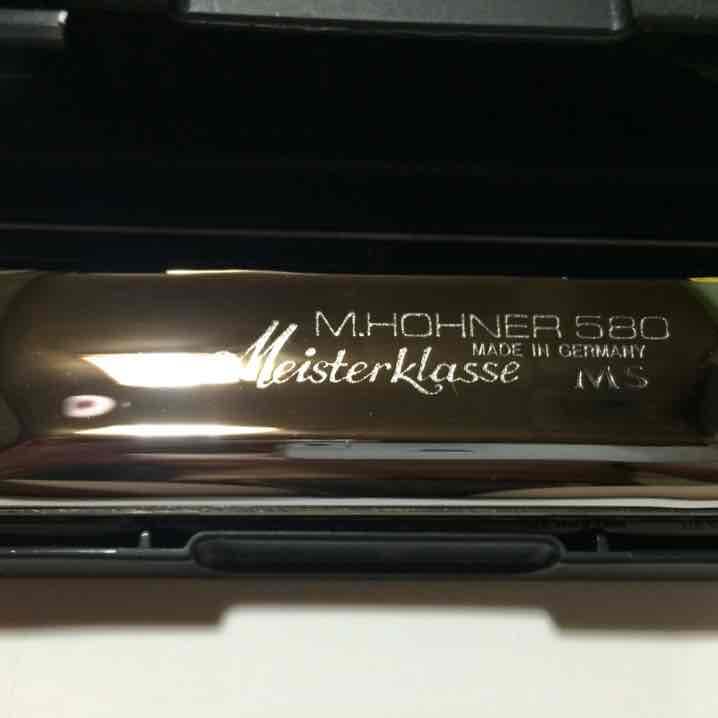 M.HOHNER 580
MADE IN GERMANY
Meisterklasse MS